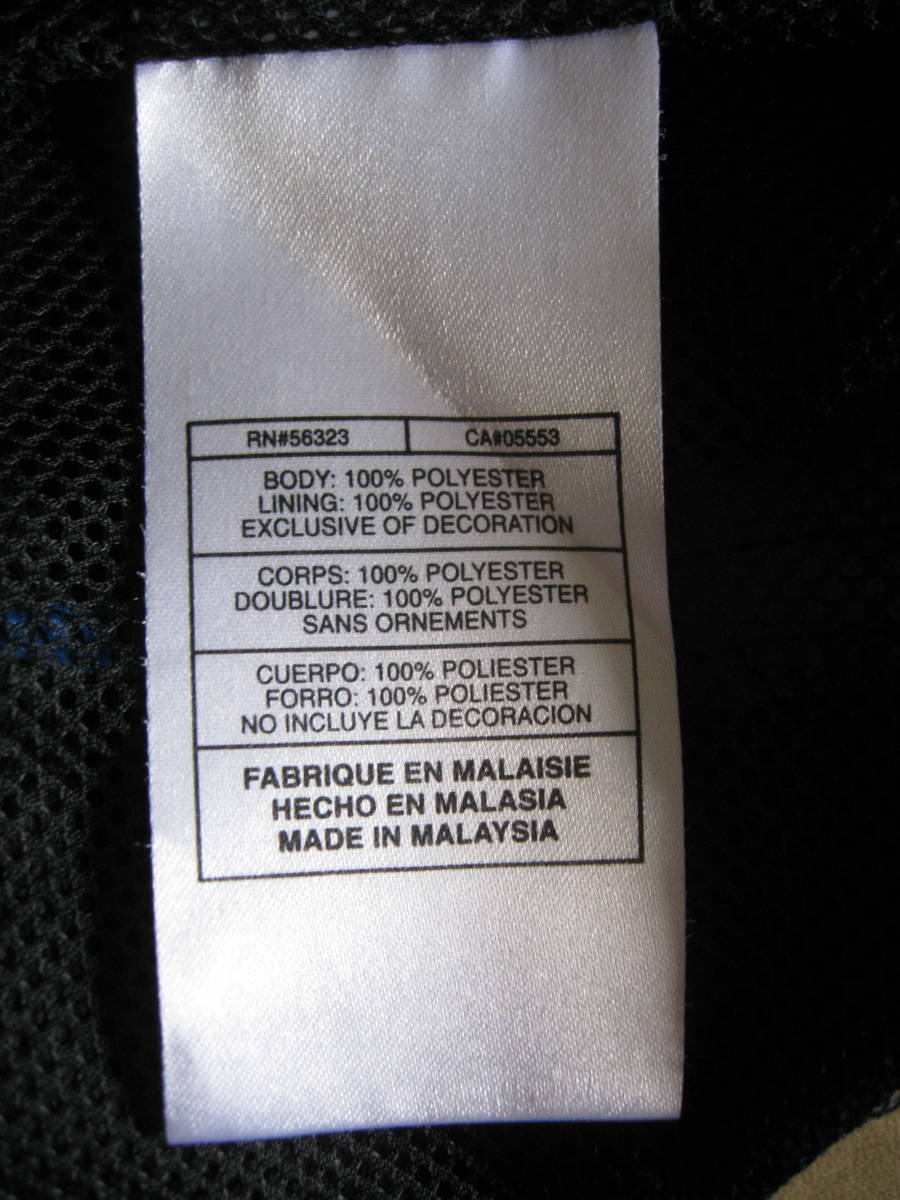 RN#56323 CA#05553
BODY: 100% POLYESTER
LINING: 100% POLYESTER
EXCLUSIVE OF DECORATION
CORPS: 100% POLYESTER
DOUBLURE: 100% POLYESTER
SANS ORNEMENTS
CUERPO: 100% POLIESTER
FORRO: 100% POLIESTER
NO INCLUYE LA DECORACION
FABRIQUE EN MALAISIE
HECHO EN MALASIA
MADE IN MALAYSIA